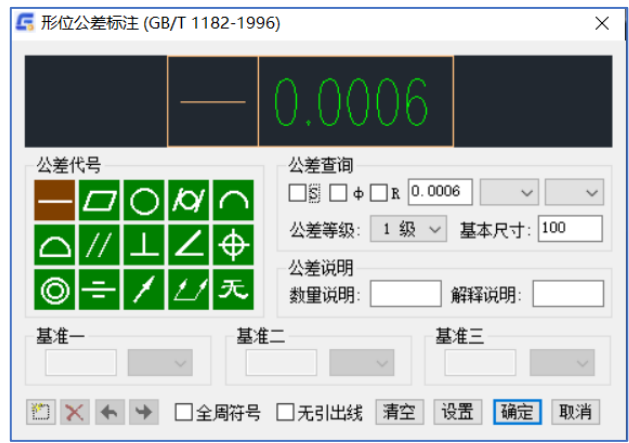 形位公差标注 (GB/T 1182-1996)
0.0006
公差代号
无
公差查询
S φ R 0.0006
公差等级: 1 级 基本尺寸: 100
公差说明
数量说明: 解释说明:
基准一 基准二 基准三
全周符号 无引出线 清空 设置 确定 取消